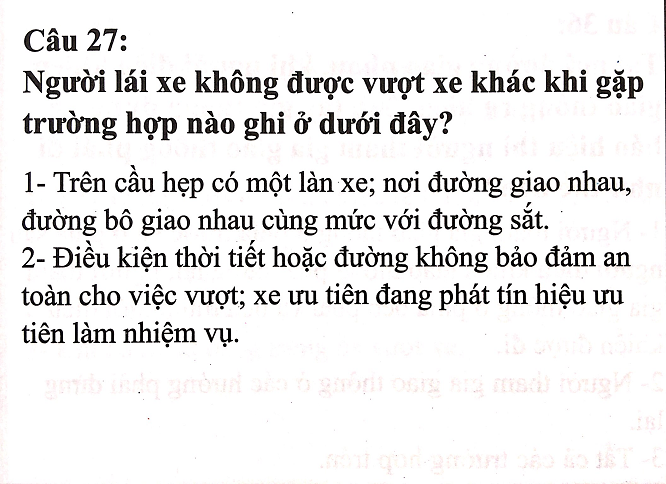 Câu 27:
Người lái xe không được vượt xe khác khi gặp
trường hợp nào ghi ở dưới đây?
1- Trên cầu hẹp có một làn xe; nơi đường giao nhau,
đường bộ giao nhau cùng mức với đường sắt.
2- Điều kiện thời tiết hoặc đường không bảo đảm an
toàn cho việc vượt; xe ưu tiên đang phát tín hiệu ưu
tiên làm nhiệm vụ.